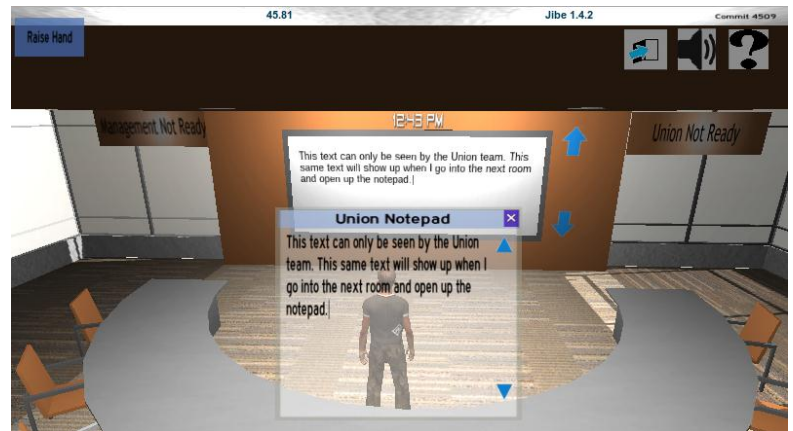 45.81
Jibe 1.4.2
Commit 4509
Raise Hand
Management Not Ready
12:43 PM
Union Not Ready
This text can only be seen by the Union team. This
same text will show up when I go into the next room
and open up the notepad.
Union Notepad
This text can only be seen by the Union
team. This same text will show up when I
go into the next room and open up the
notepad.